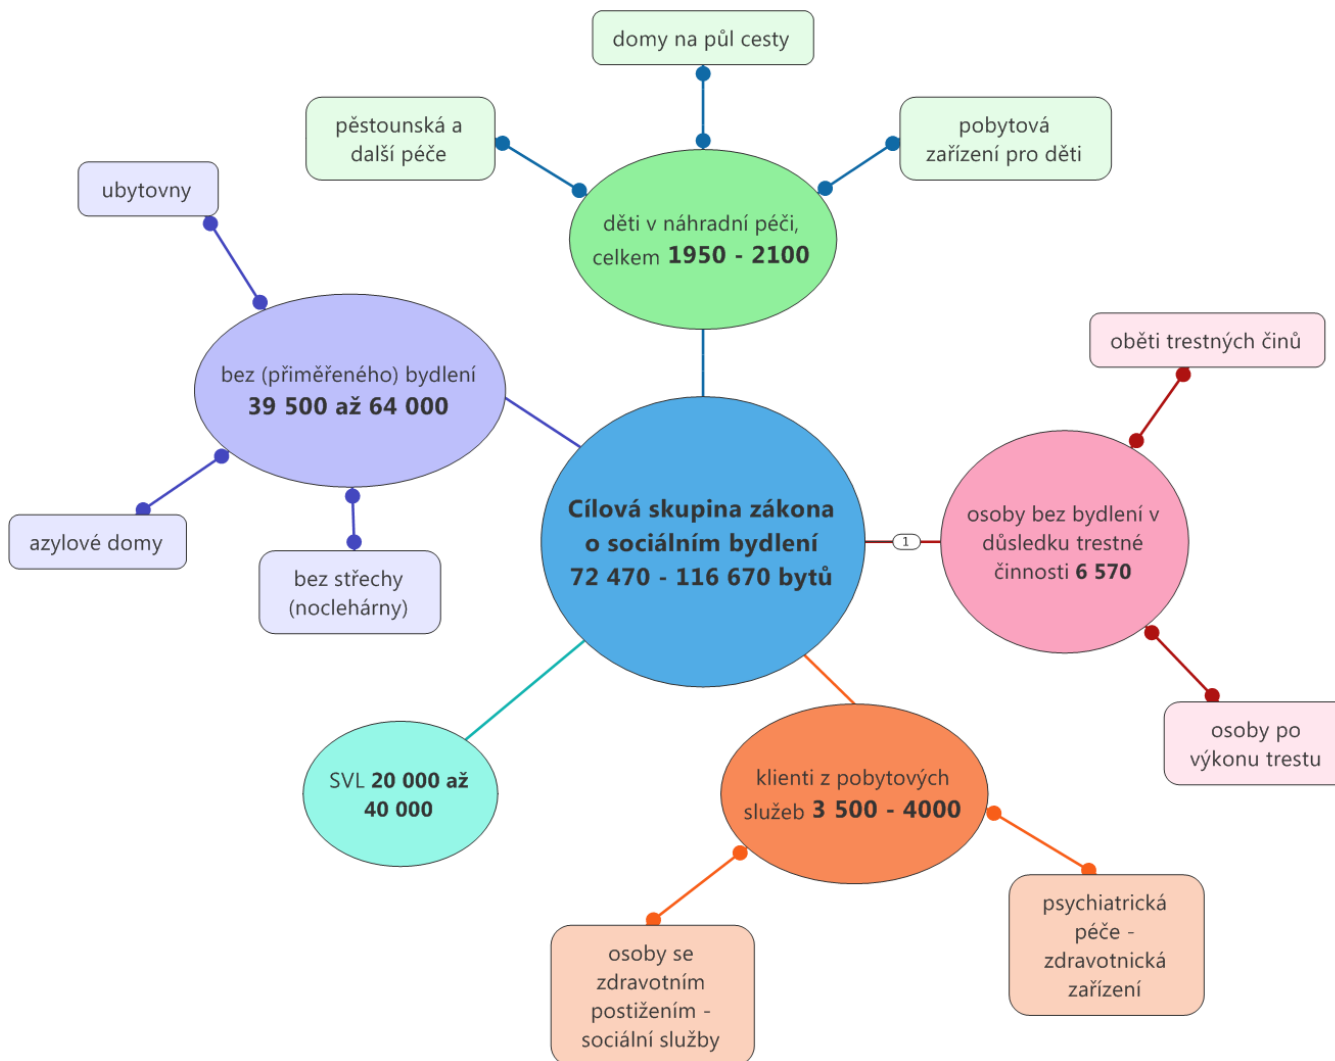 domy na půl cesty
pěstounská a
další péče
pobytová
zařízení pro děti
ubytovny
děti v náhradní péči,
celkem 1950 - 2100
oběti trestných činů
bez (přiměřeného) bydlení
39 500 až 64 000
Cílová skupina zákona
o sociálním bydlení
72 470 - 116 670 bytů
1
osoby bez bydlení v
důsledku trestné
činnosti 6 570
azylové domy
bez střechy
(noclehárny)
osoby po
výkonu trestu
SVL 20 000 až
40 000
klienti z pobytových
služeb 3 500 - 4000
psychiatrická
péče -
zdravotnická
zařízení
osoby se
zdravotním
postižením -
sociální služby